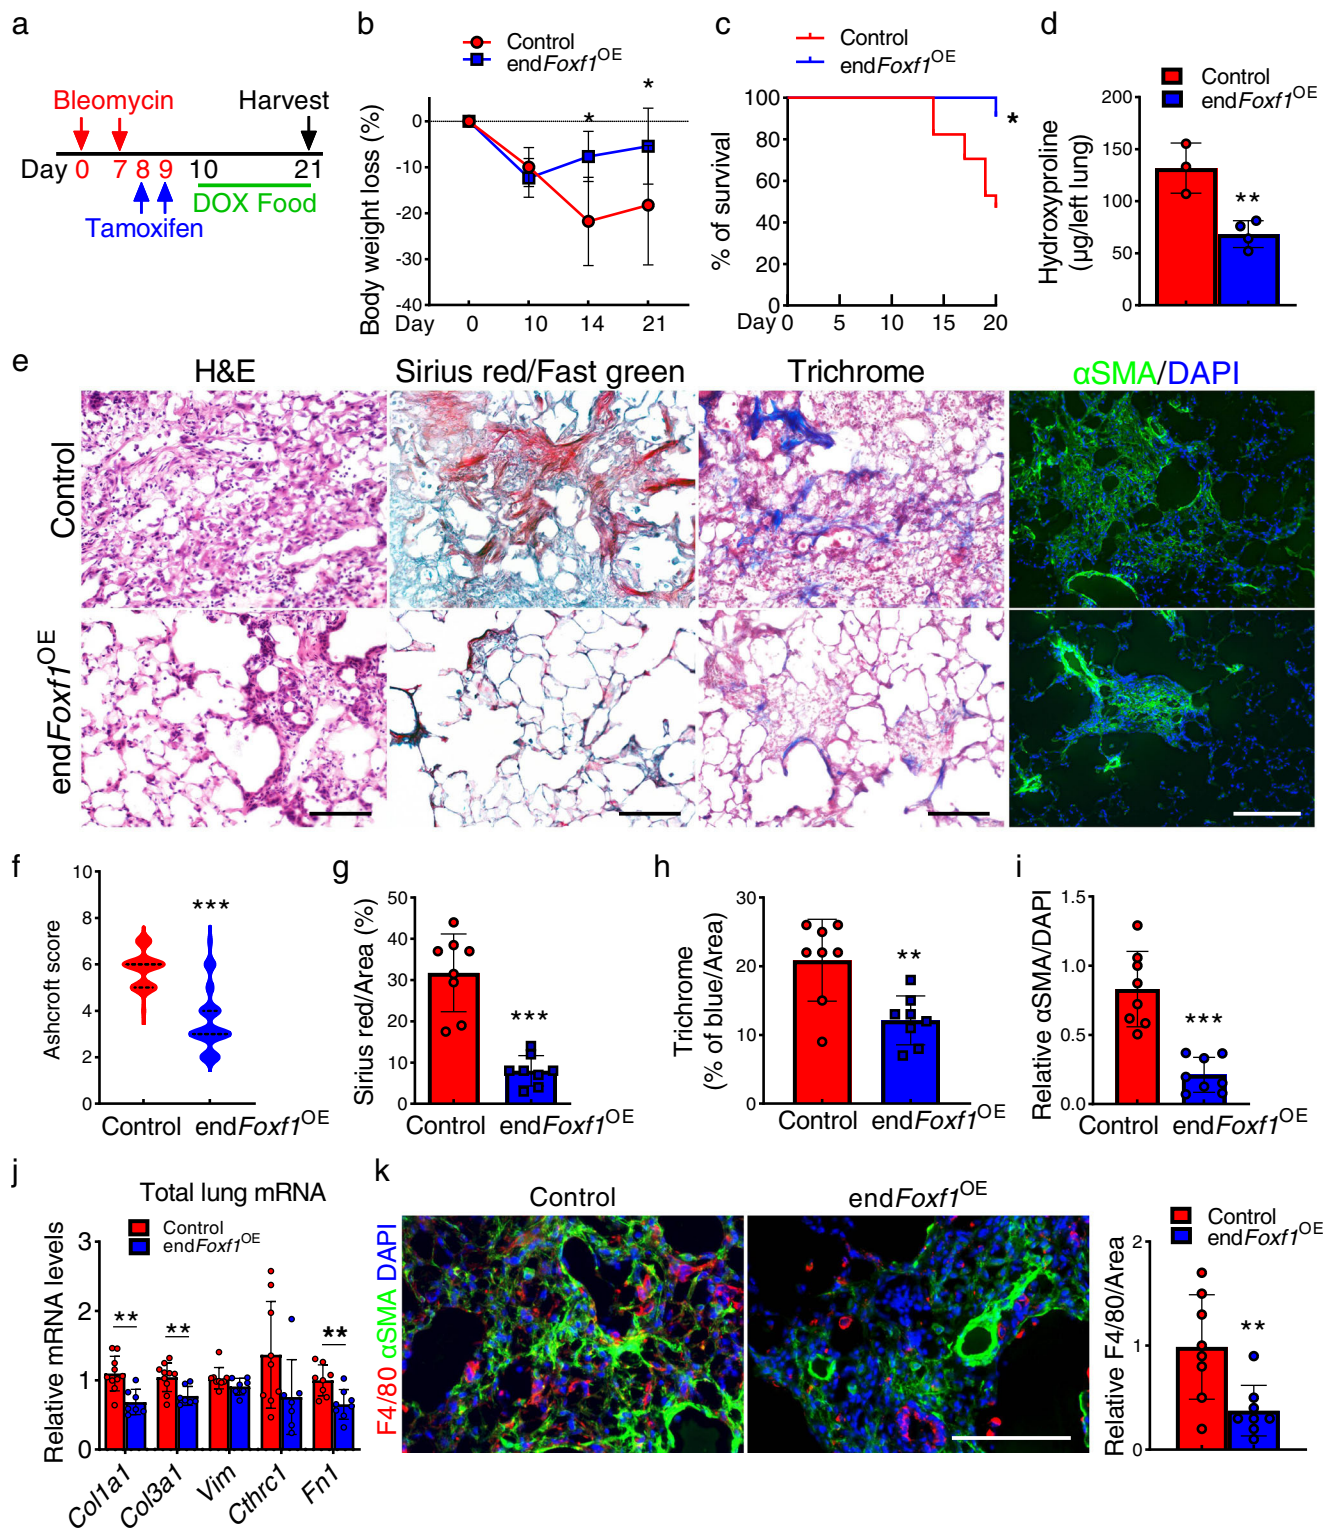 a
Bleomycin
Harvest
Day 0 7 8 9 10 21
DOX Food
Tamoxifen
b
Control
endFoxf1OE
Body weight loss (%)
*
*
0
-10
-20
-30
-40
Day 0 10 14 21
c
Control
endFoxf1OE
% of survival
100
80
60
40
20
0
*
Day 0 5 10 15 20
d
Control
endFoxf1OE
Hydroxyproline
(µg/left lung)
200
150
100
50
0
**
e
H&E Sirius red/Fast green Trichrome αSMA/DAPI
Control
endFoxf1OE
f
Ashcroft score
10
8
6
4
2
0
***
Control endFoxf1OE
g
Sirius red/Area (%)
50
40
30
20
10
0
***
Control endFoxf1OE
h
Trichrome
(% of blue/Area)
30
20
10
0
**
Control endFoxf1OE
i
Relative αSMA/DAPI
1.5
1.0
0.5
0.0
***
Control endFoxf1OE
j
Total lung mRNA
Control
endFoxf1OE
Relative mRNA levels
3
2
1
0
** ** **
Col1a1 Col3a1 Vim Cthrc1 Fn1
k
Control endFoxf1OE
F4/80 αSMA DAPI
Control
endFoxf1OE
Relative F4/80/Area
2
1
0
**